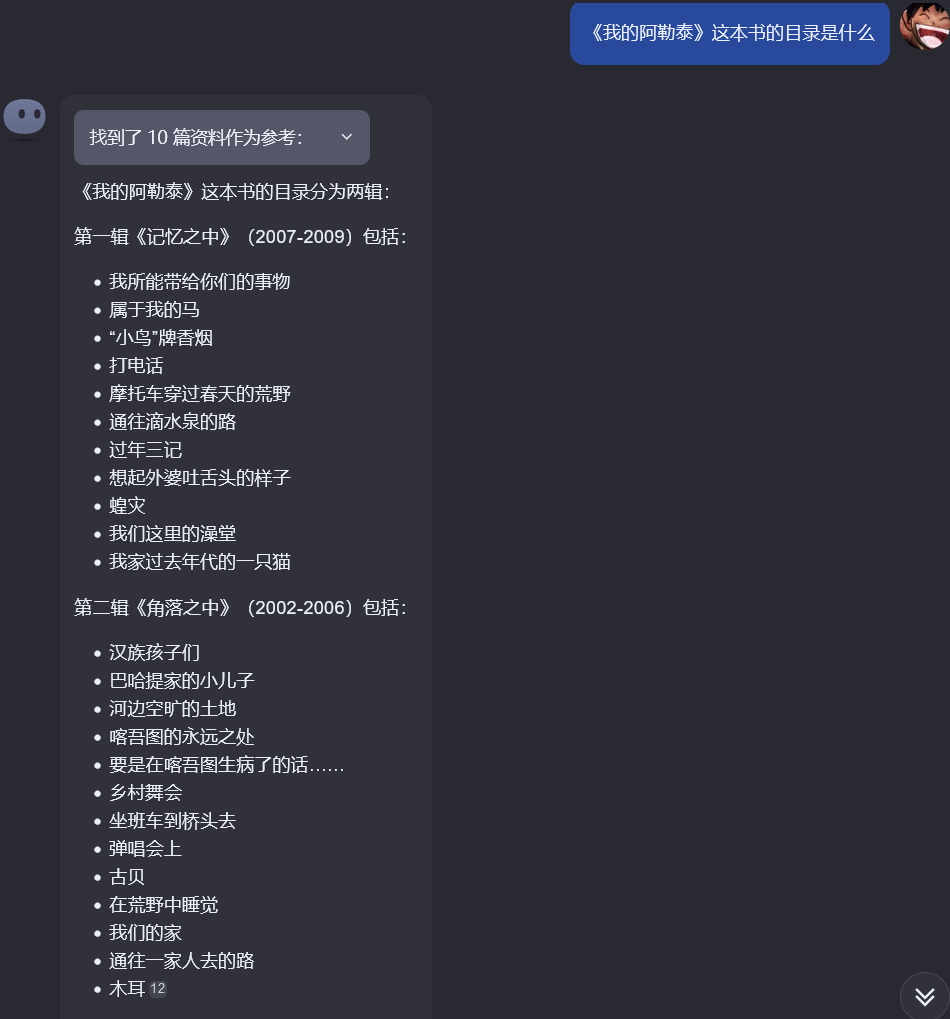 《我的阿勒泰》这本书的目录是什么
找到了 10 篇资料作为参考：
《我的阿勒泰》这本书的目录分为两辑：
第一辑《记忆之中》（2007-2009）包括：
我所能带给你们的事物
属于我的马
“小鸟”牌香烟
打电话
摩托车穿过春天的荒野
通往滴水泉的路
过年三记
想起外婆吐舌头的样子
蝗灾
我们这里的澡堂
我家过去年代的一只猫
第二辑《角落之中》（2002-2006）包括：
汉族孩子们
巴哈提家的小儿子
河边空旷的土地
喀吾图的永远之处
要是在喀吾图生病了的话……
乡村舞会
坐班车到桥头去
弹唱会上
古贝
在荒野中睡觉
我们的家
通往一家人去的路
木耳 12